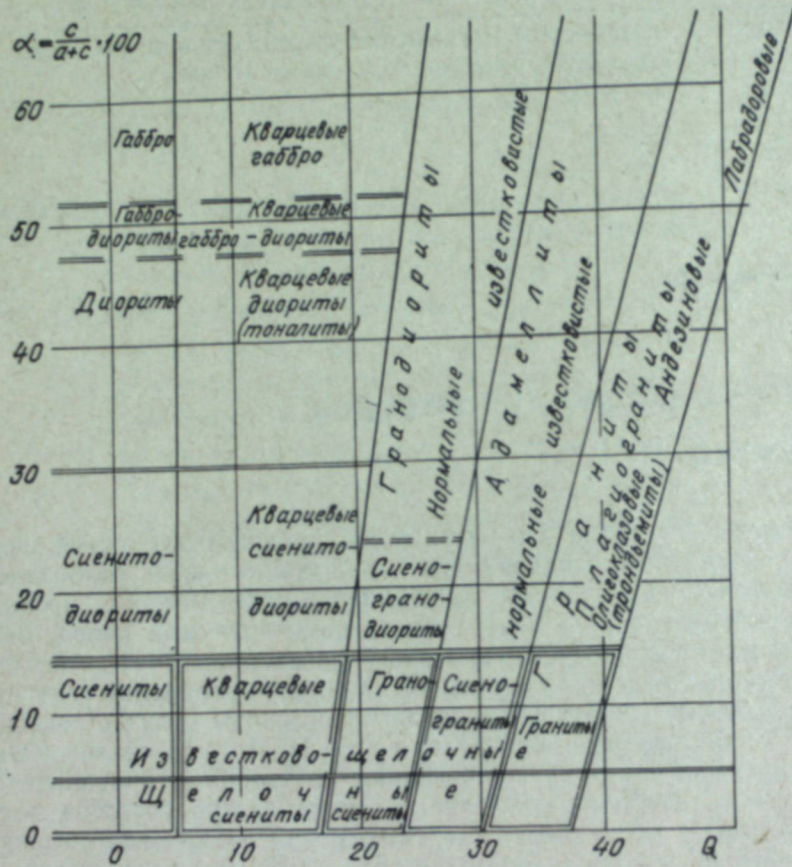 α = c/(a+c) · 100
60
Габбро
Кварцевые
габбро
Габбро-
диориты
Кварцевые
габбро-диориты
50
Диориты
Кварцевые
диориты
(тоналиты)
40
Гранодиориты
Нормальные
известковистые
Адамеллиты
нормальные
известковистые
Граниты
Плагиограниты
Олигоклазовые
(трондьемиты)
Андезиновые
Лабрадоровые
30
Сиенито-
диориты
Кварцевые
сиенито-
диориты
Сиено-
грано-
диориты
20
Сиениты
Кварцевые
Грано-
Сиено-
граниты
Граниты
10
Известково-щелочные
Щелочные
сиениты
сиениты
0
0 10 20 30 40 Q